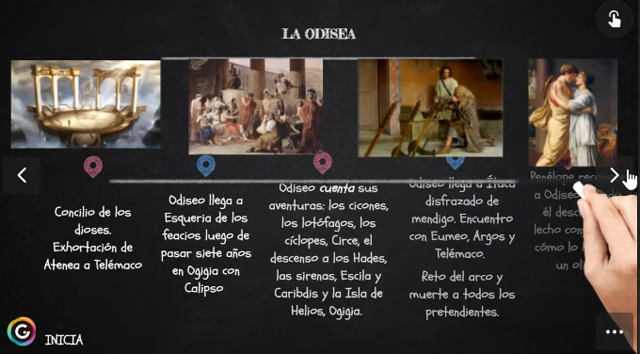 LA ODISEA
Concilio de los
dioses.
Exhortación de
Atenea a Telémaco
Odiseo llega a
Esqueria de los
feacios luego de
pasar siete años
en Ogigia con
Calipso
Odiseo cuenta sus
aventuras: los cicones,
los lotófagos, los
cíclopes, Circe, el
descenso a los Hades,
las sirenas, Escila y
Caribdis y la Isla de
Helios, Ogigia.
Odiseo llega a Ítaca
disfrazado de
mendigo. Encuentro
con Eumeo, Argos y
Telémaco.
Reto del arco y
muerte a todos los
pretendientes.
Penélope
a Odiseo
él
lecho
cómo lo
un
INICIA